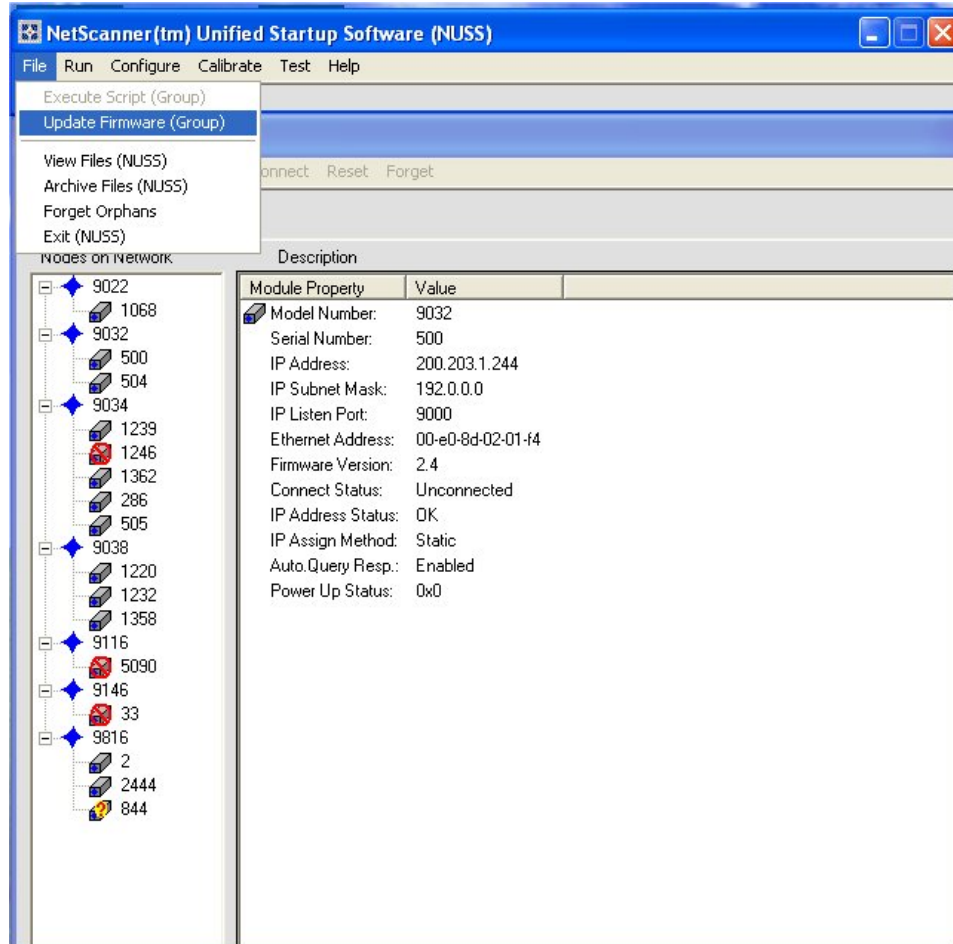 NetScanner(tm) Unified Startup Software (NUSS)
File Run Configure Calibrate Test Help
Execute Script (Group)
Update Firmware (Group)
View Files (NUSS)
Archive Files (NUSS)
Forget Orphans
Exit (NUSS)
Reset Forget
Nodes on Network Description
Module Property Value
9022
1068
9032
500
504
9034
1239
1246
1362
286
505
9038
1220
1232
1358
9116
5090
9146
33
9816
2
2444
844
Model Number: 9032
Serial Number: 500
IP Address: 200.203.1.244
IP Subnet Mask: 192.0.0.0
IP Listen Port: 9000
Ethernet Address: 00-e0-8d-02-01-f4
Firmware Version: 2.4
Connect Status: Unconnected
IP Address Status: OK
IP Assign Method: Static
Auto.Query Resp.: Enabled
Power Up Status: 0x0